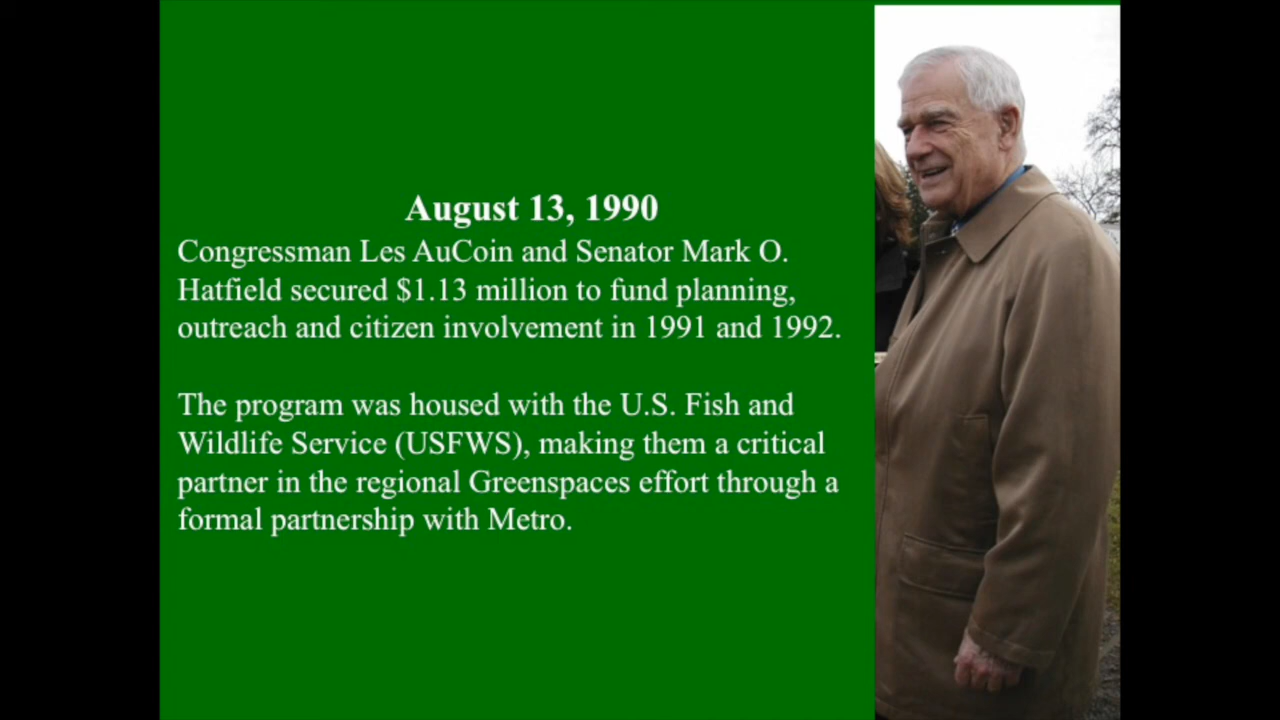 August 13, 1990
Congressman Les AuCoin and Senator Mark O.
Hatfield secured $1.13 million to fund planning,
outreach and citizen involvement in 1991 and 1992.
The program was housed with the U.S. Fish and
Wildlife Service (USFWS), making them a critical
partner in the regional Greenspaces effort through a
formal partnership with Metro.